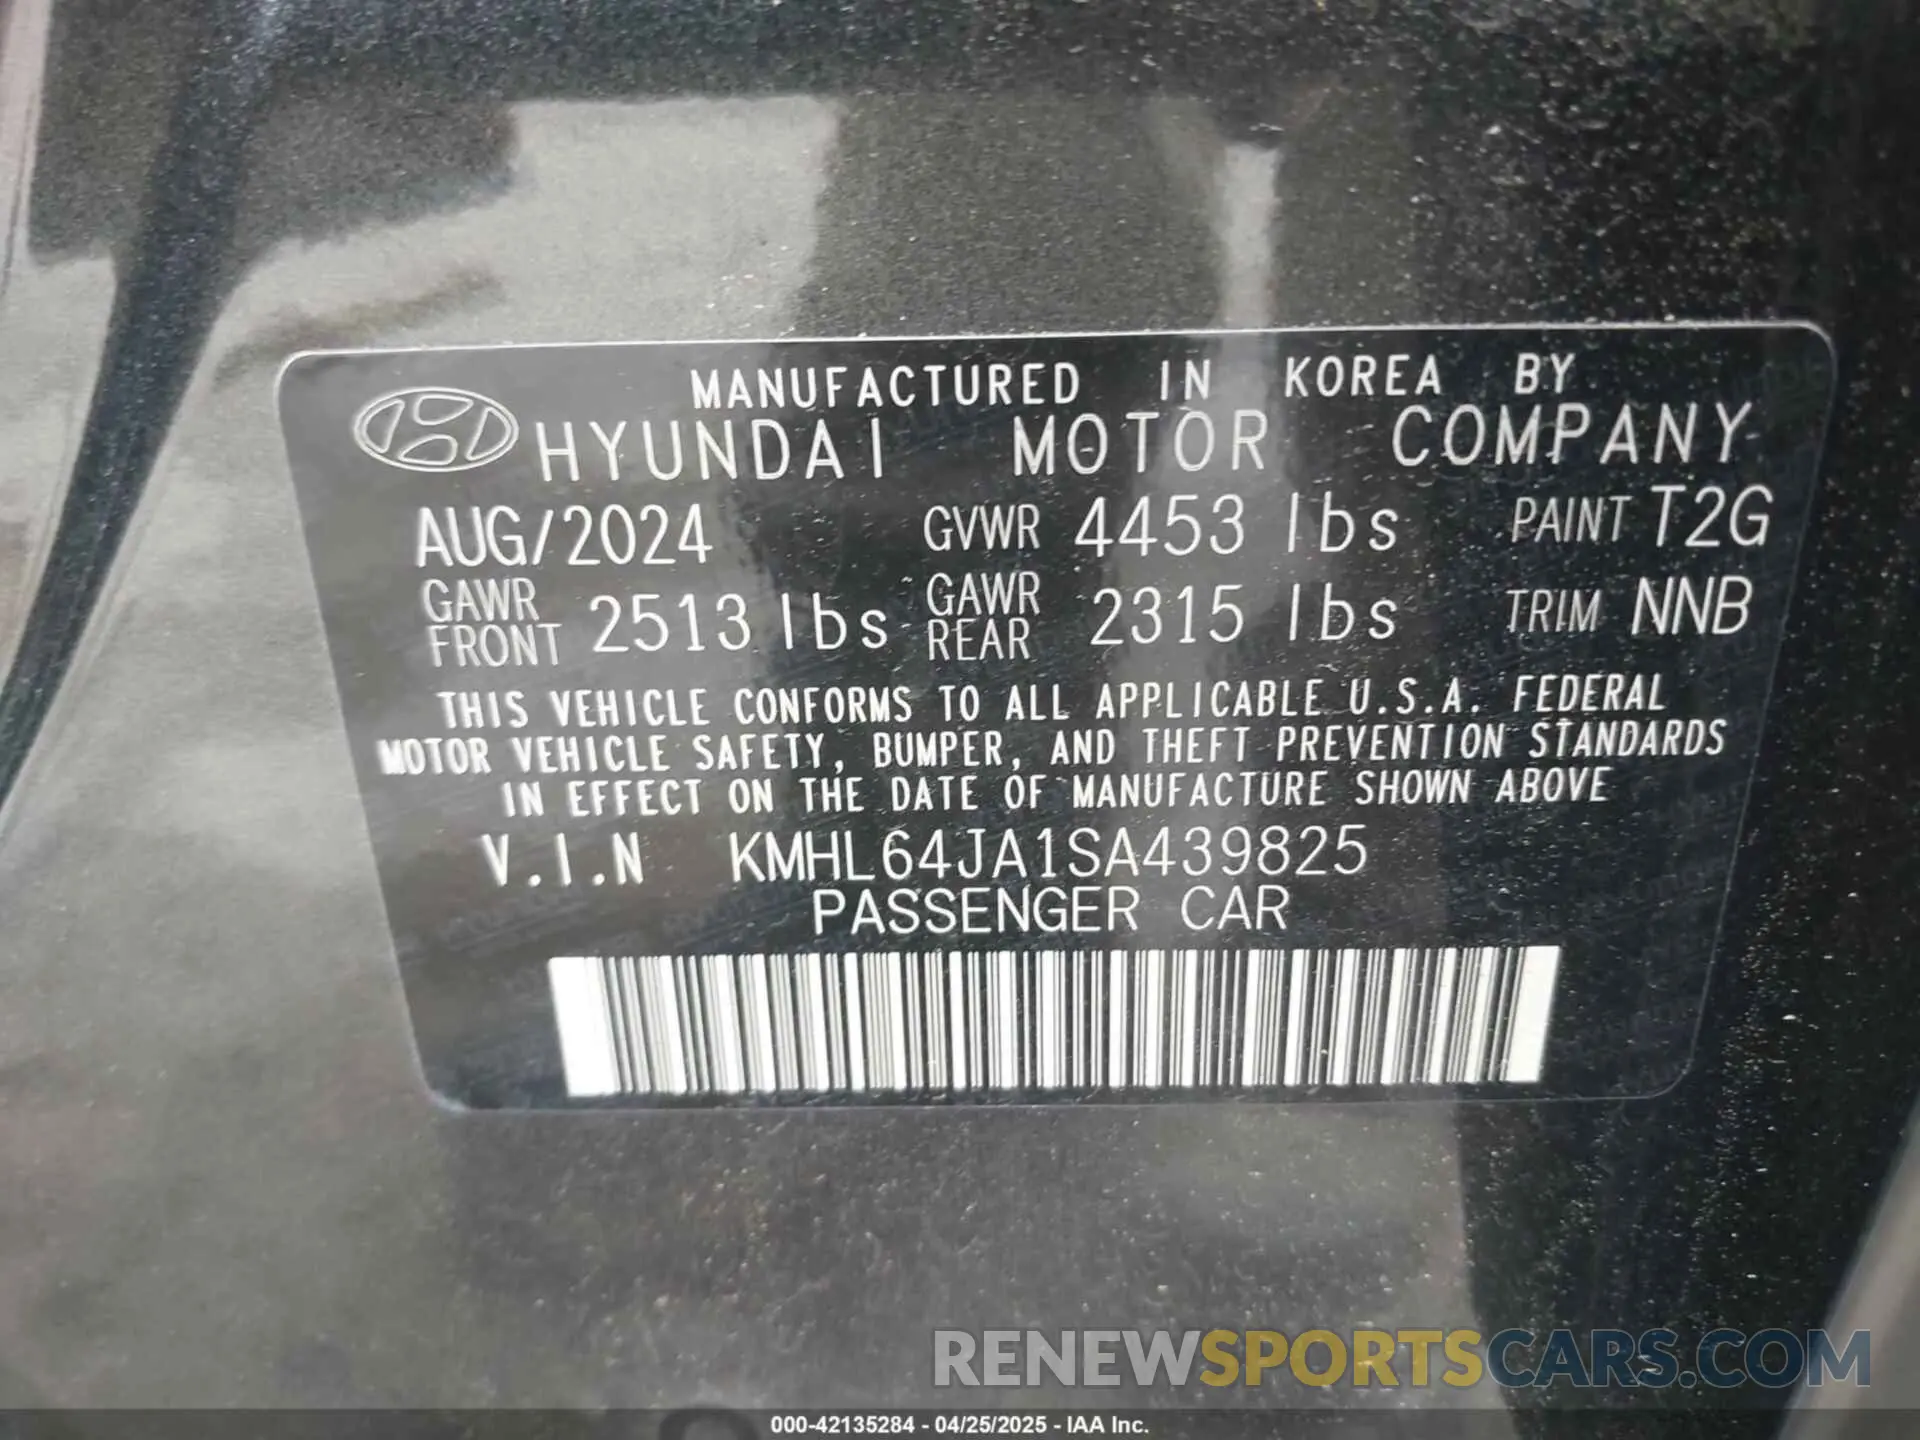 MANUFACTURED IN KOREA BY
HYUNDAI MOTOR COMPANY
AUG/2024 GVWR 4453 lbs PAINT T2G
GAWR FRONT 2513 lbs GAWR REAR 2315 lbs TRIM NNB
THIS VEHICLE CONFORMS TO ALL APPLICABLE U.S.A. FEDERAL
MOTOR VEHICLE SAFETY, BUMPER, AND THEFT PREVENTION STANDARDS
IN EFFECT ON THE DATE OF MANUFACTURE SHOWN ABOVE
V.I.N KMHL64JA1SA439825
PASSENGER CAR
RENEWSPORTSCARS.COM
000-42135284 - 04/25/2025 - IAA Inc.